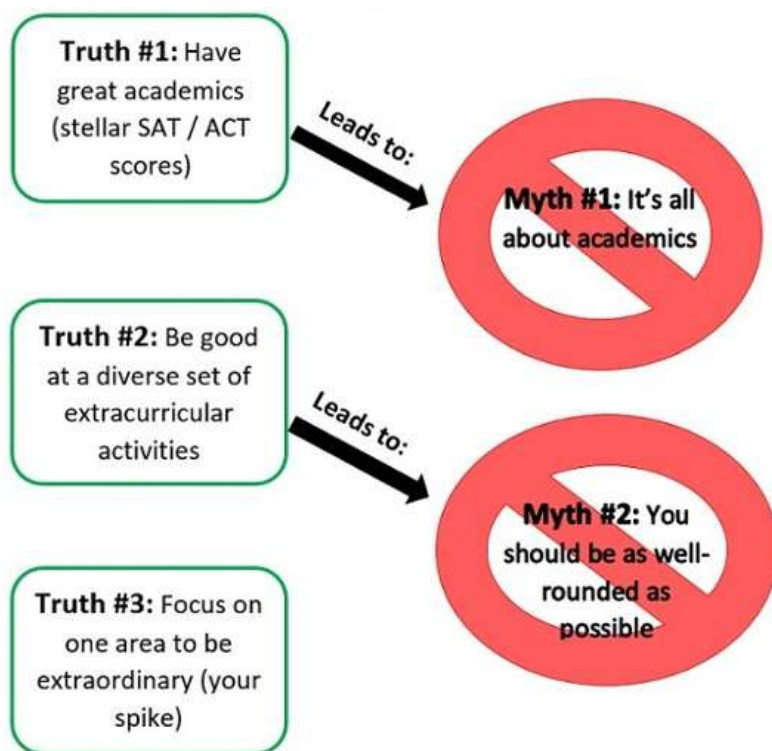 Truth #1: Have
great academics
(stellar SAT / ACT
scores)
Leads to:
Myth #1: It's all
about academics
Truth #2: Be good
at a diverse set of
extracurricular
activities
Leads to:
Myth #2: You
should be as well-
rounded as
possible
Truth #3: Focus on
one area to be
extraordinary (your
spike)